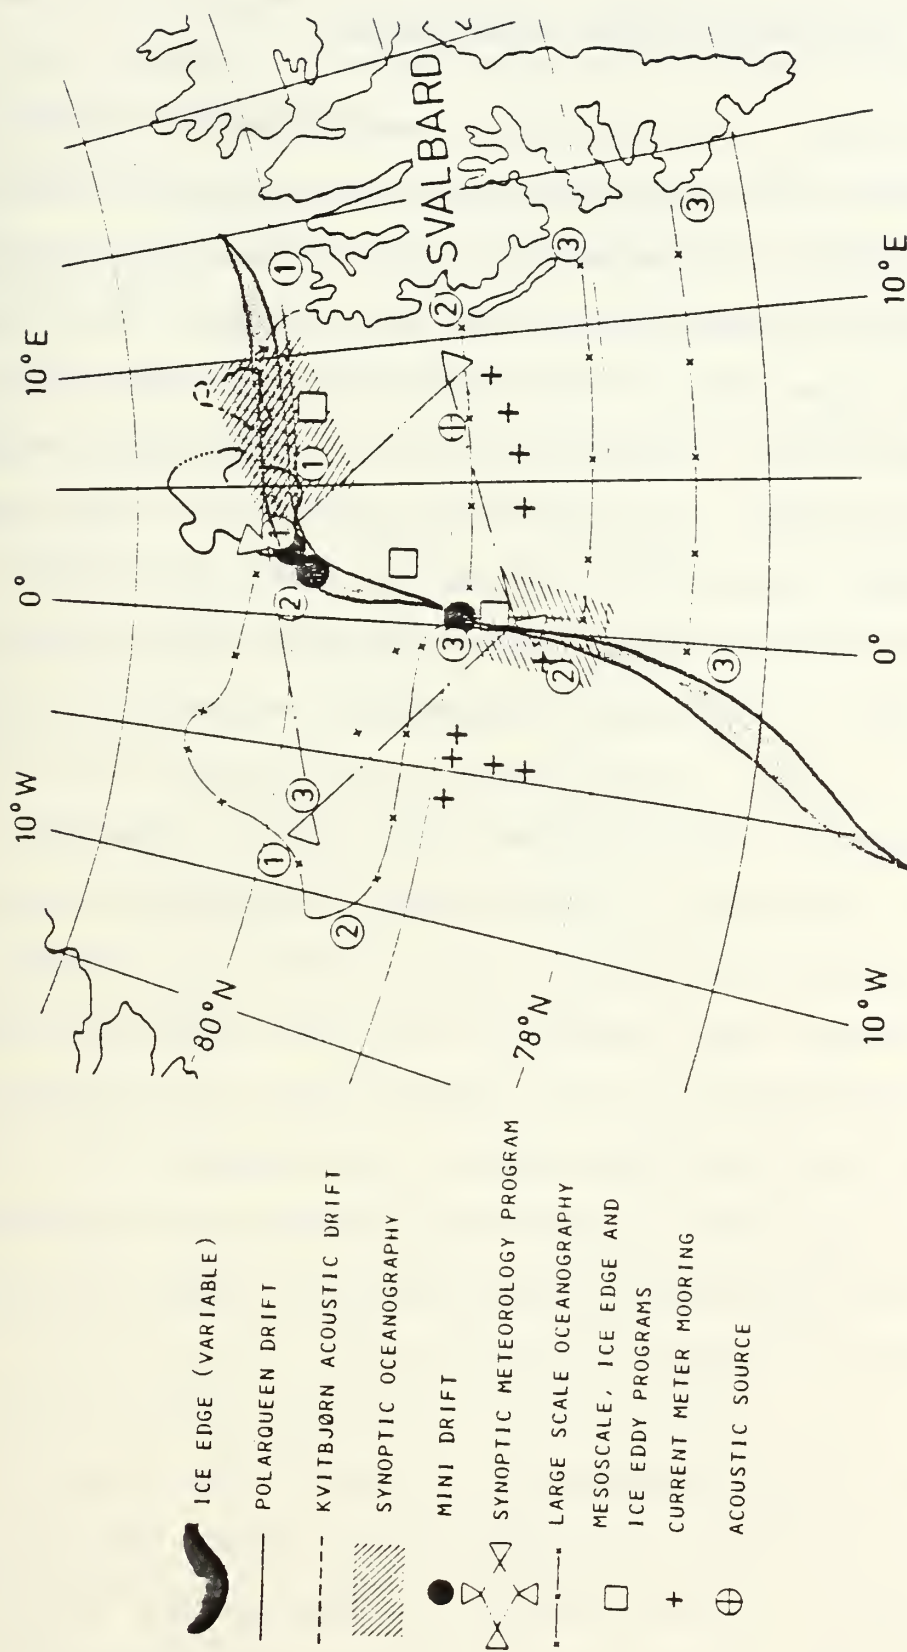 ICE EDGE (VARIABLE)
POLARQUEEN DRIFT
KVITBJØRN ACOUSTIC DRIFT
SYNOPTIC OCEANOGRAPHY
MINI DRIFT
SYNOPTIC METEOROLOGY PROGRAM
LARGE SCALE OCEANOGRAPHY
MESOSCALE, ICE EDGE AND
ICE EDDY PROGRAMS
CURRENT METER MOORING
ACOUSTIC SOURCE
10°W
0°
10°E
80°N
1
1
1
2
3
1
2
SVALBARD
2
3
78°N
2
3
3
3
10°W
0°
10°E